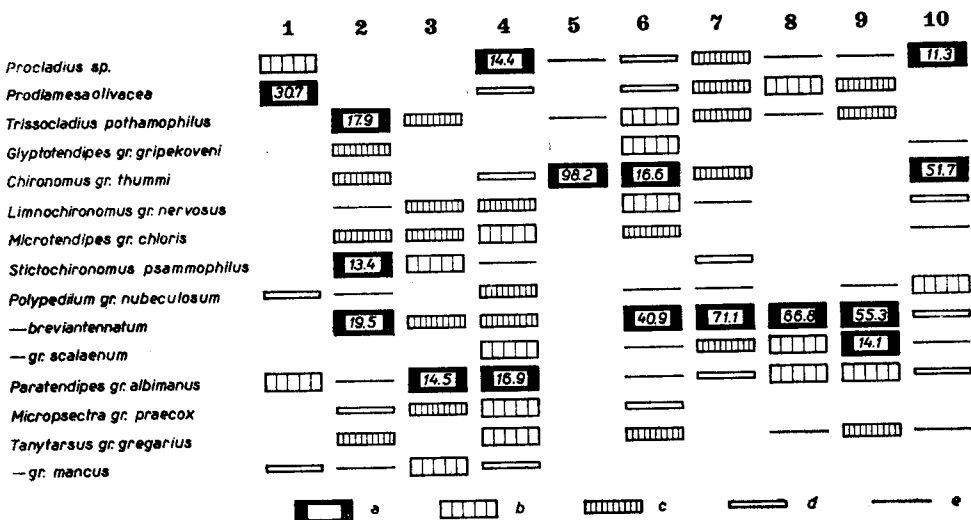 1 2 3 4 5 6 7 8 9 10
Procladius sp. 14.4 11.3
Prodiamesa olivacea 30.7
Trissocladius pothamophilus 17.9
Glyptotendipes gr. gripekoveni
Chironomus gr. thummi 98.2 16.6 51.7
Limnochironomus gr. nervosus
Microtendipes gr. chloris
Stictochironomus psammophilus 13.4
Polypedilum gr. nubeculosum
—breviantennatum 19.5 40.9 71.1 66.8 55.3
—gr. scalaenum 14.1
Paratendipes gr. albimanus 14.5 16.9
Micropsectra gr. praecox
Tanytarsus gr. gregarius
—gr. mancus
a b c d e